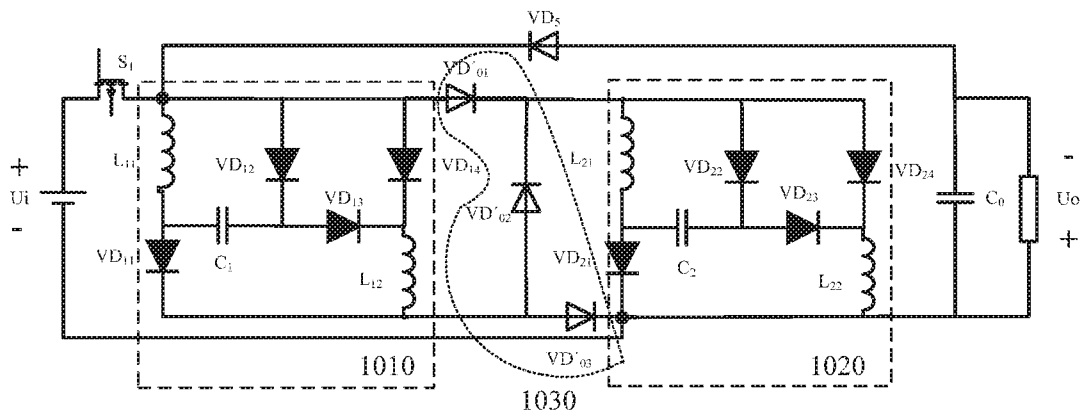 VD5
S1
VD´01
L11
VD12
VD14
L21
VD22
VD24
+
Ui
-
VD13
VD´02
VD23
C0
-
Uo
+
VD11
C1
L12
VD21
C2
L22
VD´03
1010
1020
1030